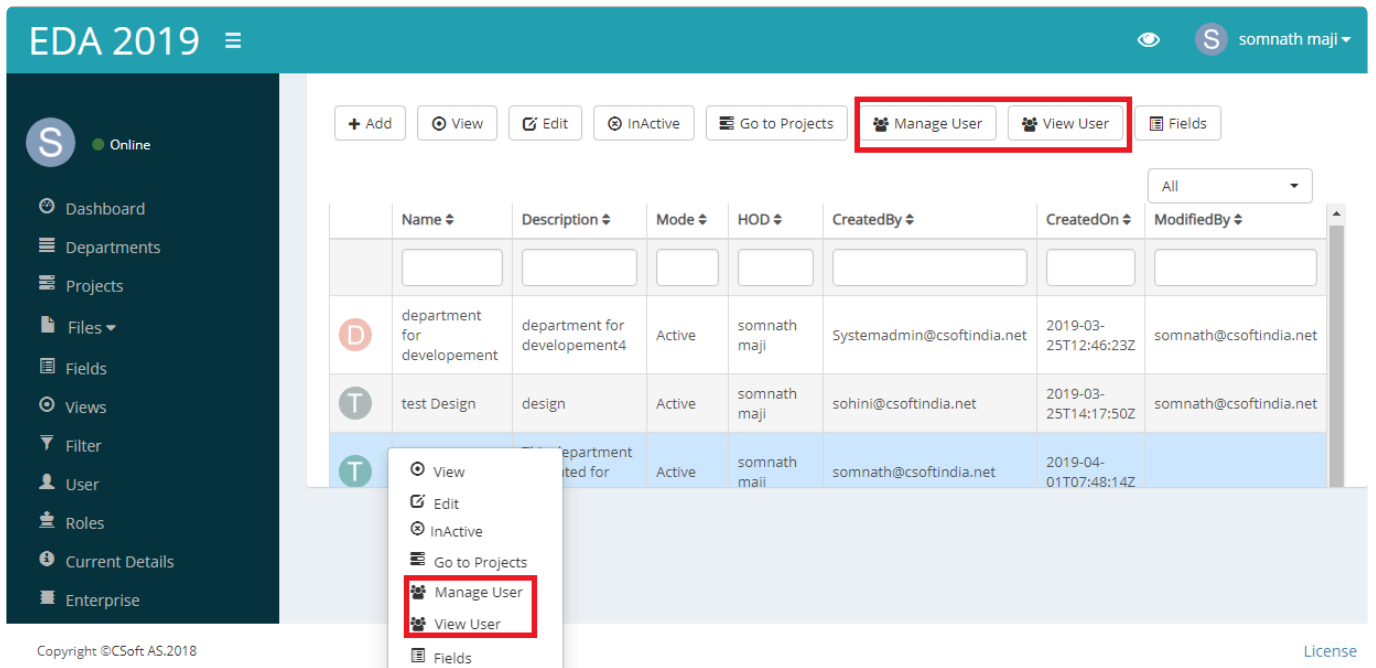 EDA 2019
S somnath maji
S Online
Dashboard
Departments
Projects
Files
Fields
Views
Filter
User
Roles
Current Details
Enterprise
Add View Edit InActive Go to Projects Manage User View User Fields
All
Name Description Mode HOD CreatedBy CreatedOn ModifiedBy
D department for developement department for developement4 Active somnath maji Systemadmin@csoftindia.net 2019-03-25T12:46:23Z somnath@csoftindia.net
T test Design design Active somnath maji sohini@csoftindia.net 2019-03-25T14:17:50Z somnath@csoftindia.net
T Active somnath maji somnath@csoftindia.net 2019-04-01T07:48:14Z
View
Edit
InActive
Go to Projects
Manage User
View User
Fields
Copyright ©CSoft AS.2018
License